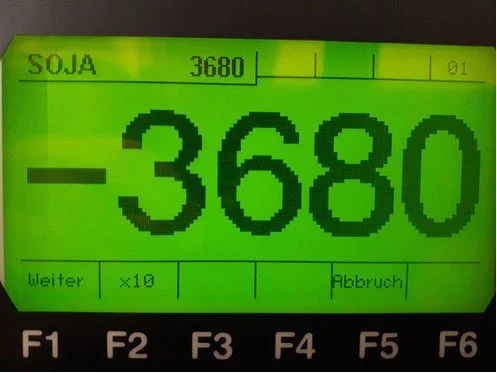 SOJA 3680 01
-3680
Weiter x10 Abbruch
F1 F2 F3 F4 F5 F6